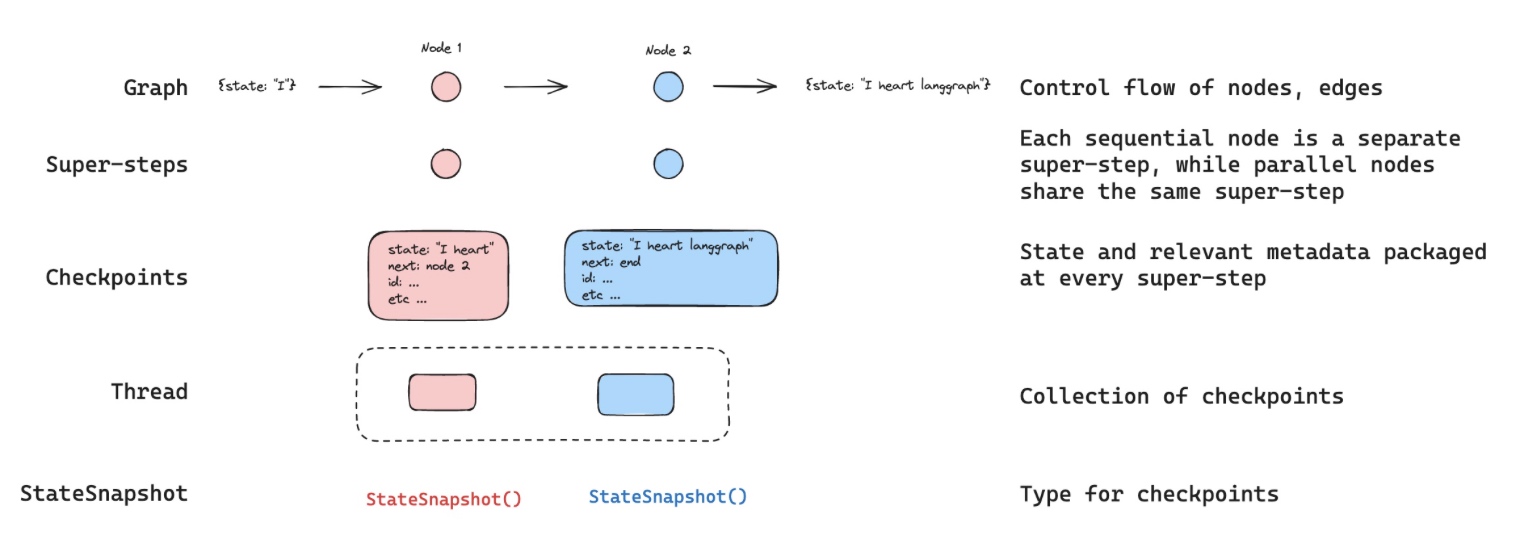 Node 1
Node 2
Graph
{state: "I"}
{state: "I heart langgraph"}
Control flow of nodes, edges
Super-steps
Each sequential node is a separate
super-step, while parallel nodes
share the same super-step
Checkpoints
state: "I heart"
next: node 2
id: ...
etc ...
state: "I heart langgraph"
next: end
id: ...
etc ...
State and relevant metadata packaged
at every super-step
Thread
Collection of checkpoints
StateSnapshot
StateSnapshot()
StateSnapshot()
Type for checkpoints